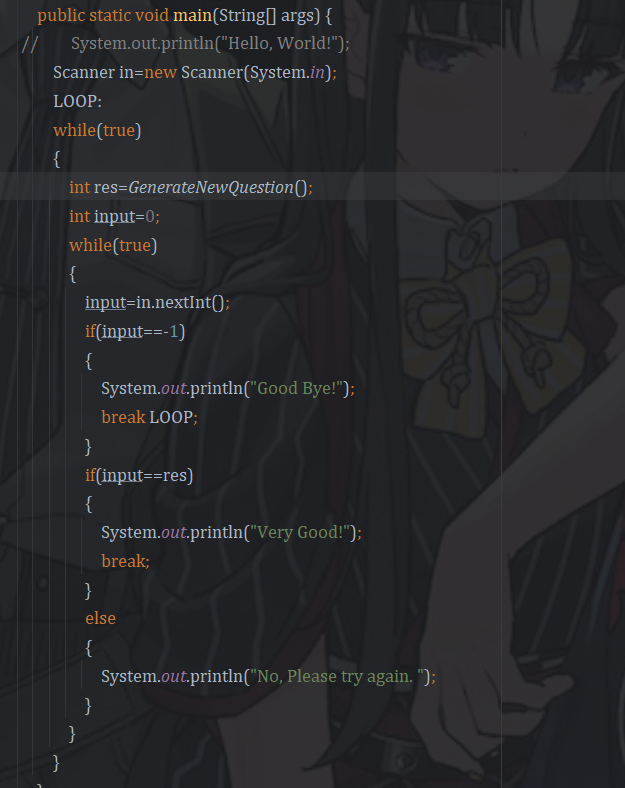 public static void main(String[] args) {
//       System.out.println("Hello, World!");
Scanner in=new Scanner(System.in);
LOOP:
while(true)
{
int res=GenerateNewQuestion();
int input=0;
while(true)
{
input=in.nextInt();
if(input==-1)
{
System.out.println("Good Bye!");
break LOOP;
}
if(input==res)
{
System.out.println("Very Good!");
break;
}
else
{
System.out.println("No, Please try again. ");
}
}
}